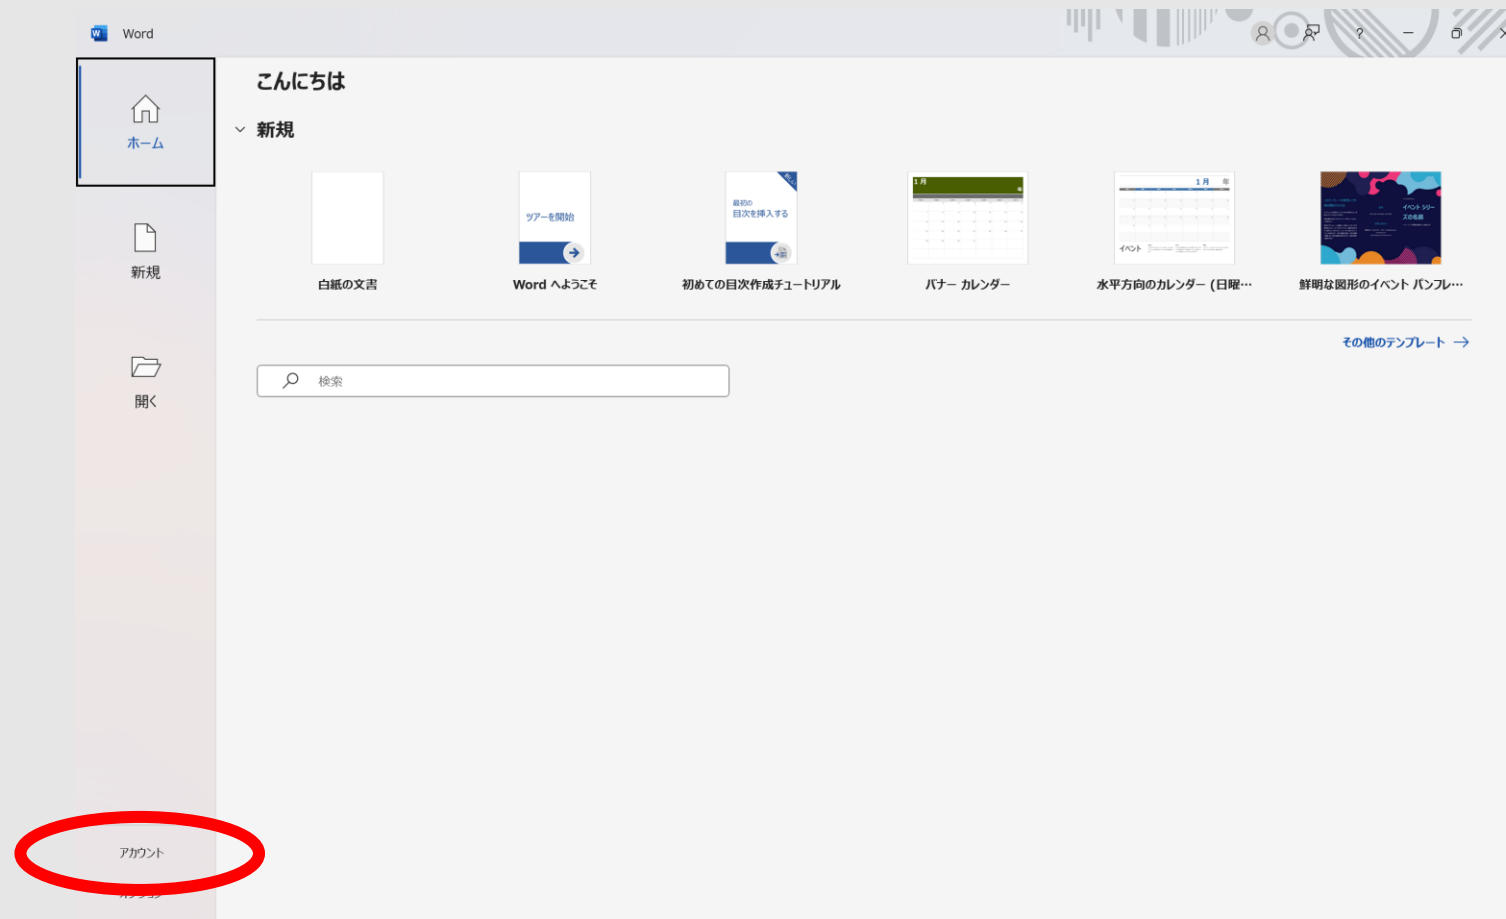 Word
?
こんにちは
新規
ホーム
新規
開く
ツアーを開始
新しい
最初の
目次を挿入する
1 月
年
1 月 年
イベント
イベント シリー
ズの名前
白紙の文書
Word へようこそ
初めての目次作成チュートリアル
バナー カレンダー
水平方向のカレンダー (日曜…
鮮明な図形のイベント パンフレ…
その他のテンプレート →
検索
アカウント